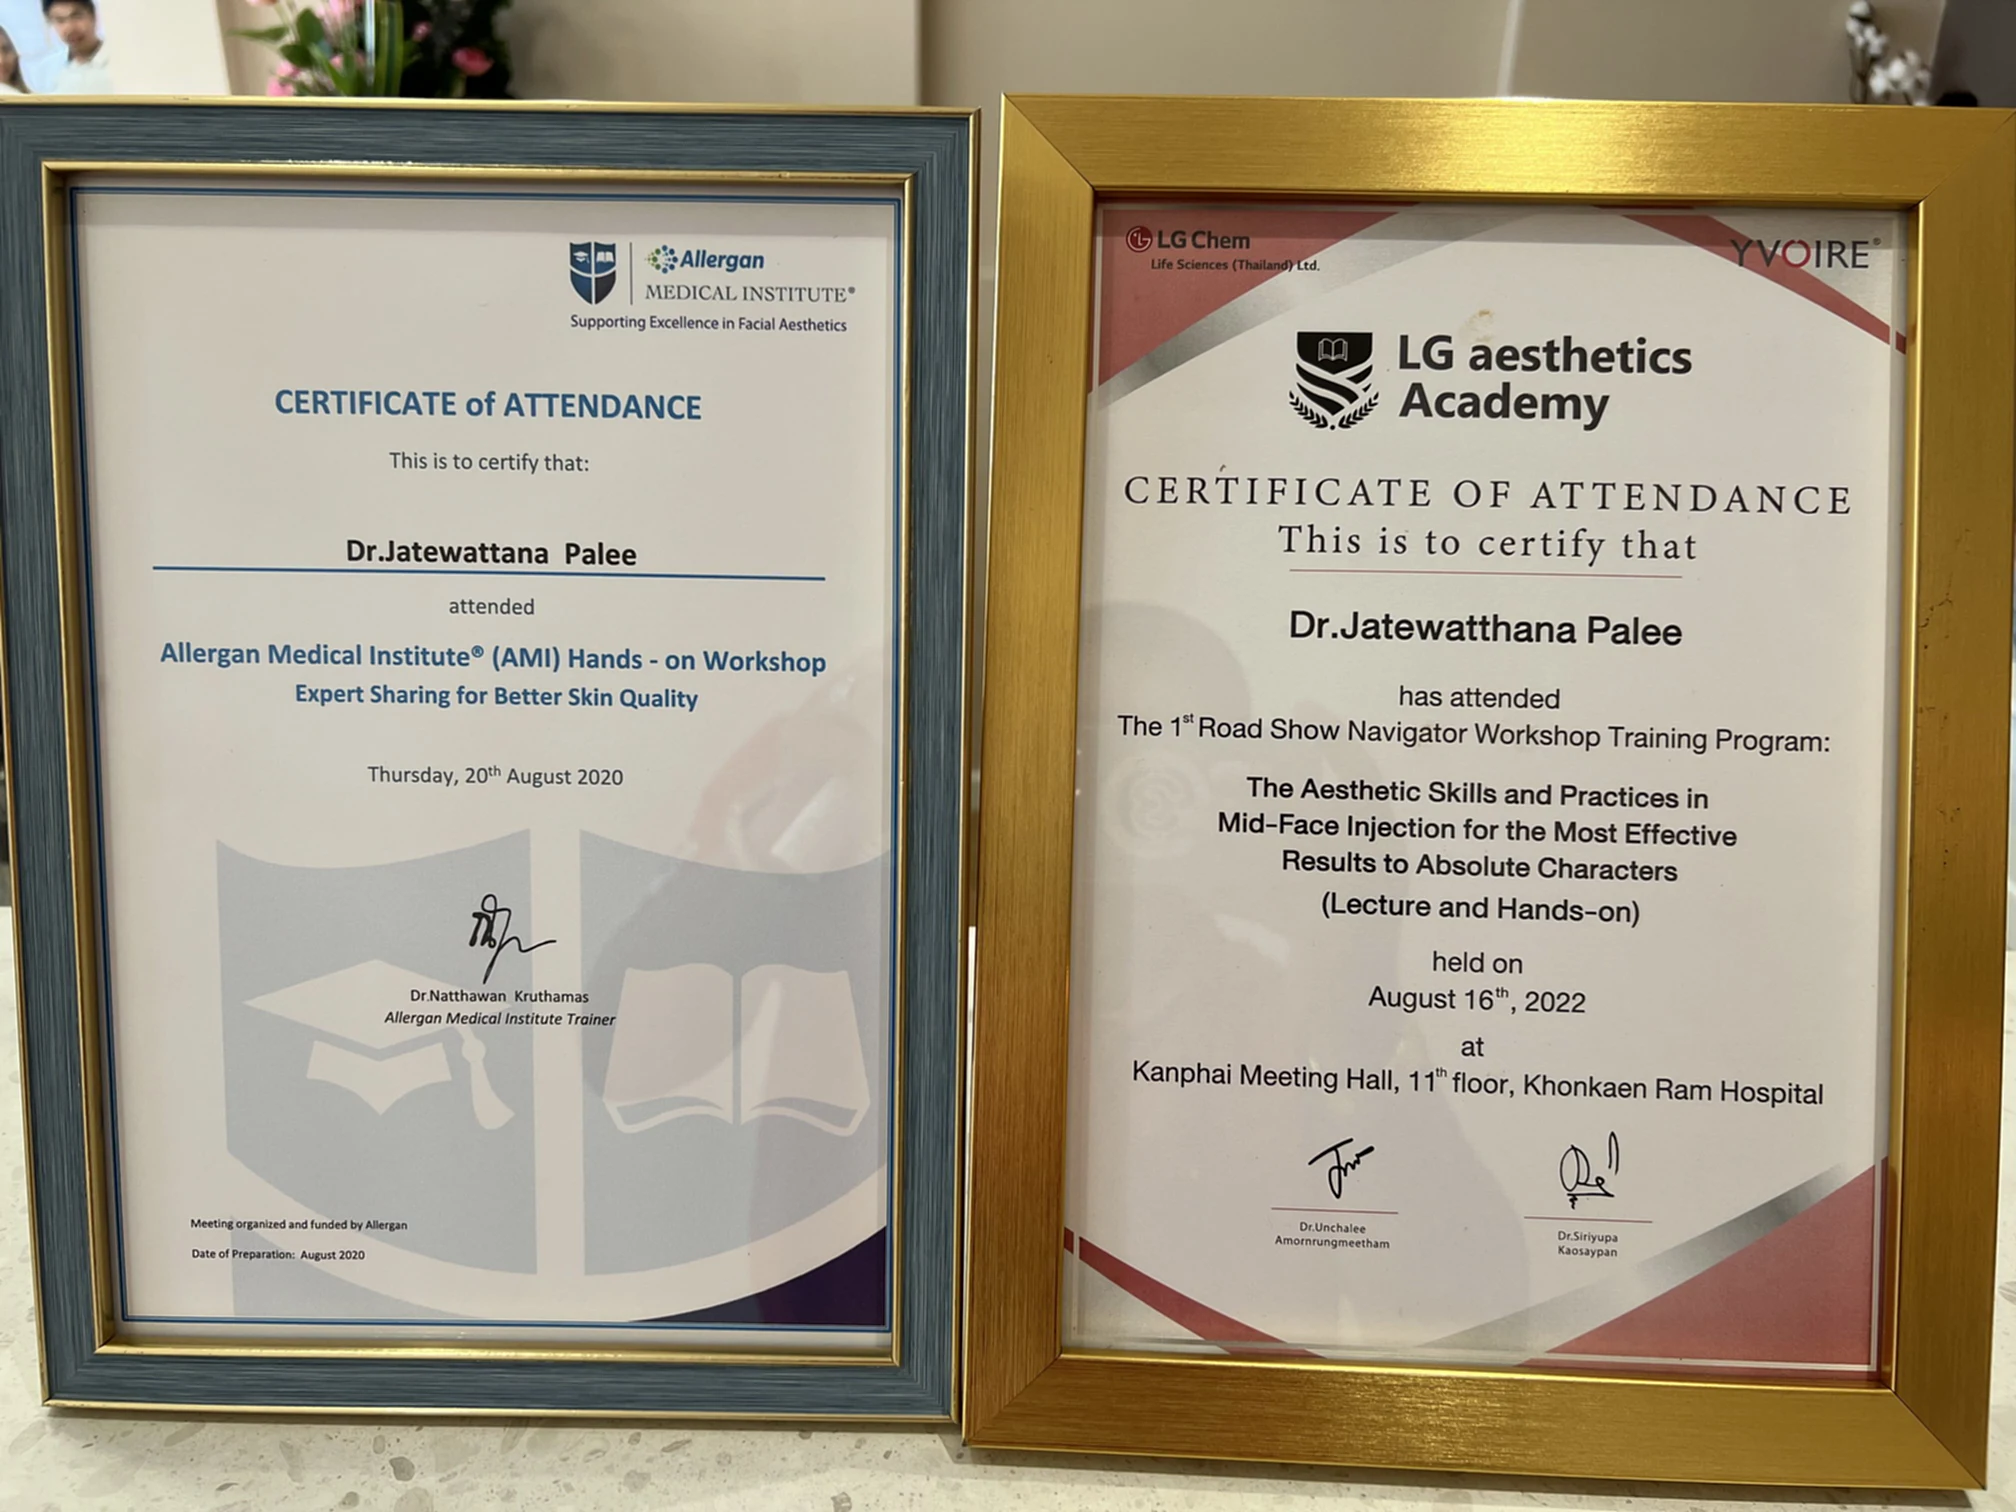 Allergan
MEDICAL INSTITUTE®
Supporting Excellence in Facial Aesthetics
CERTIFICATE of ATTENDANCE
This is to certify that:
Dr.Jatewattana Palee
attended
Allergan Medical Institute® (AMI) Hands - on Workshop
Expert Sharing for Better Skin Quality
Thursday, 20th August 2020
Dr.Natthawan Kruthamas
Allergan Medical Institute Trainer
Meeting organized and funded by Allergan
Date of Preparation: August 2020
LG Chem
Life Sciences (Thailand) Ltd.
YVOIRE®
LG aesthetics
Academy
CERTIFICATE OF ATTENDANCE
This is to certify that
Dr.Jatewatthana Palee
has attended
The 1st Road Show Navigator Workshop Training Program:
The Aesthetic Skills and Practices in
Mid-Face Injection for the Most Effective
Results to Absolute Characters
(Lecture and Hands-on)
held on
August 16th, 2022
at
Kanphai Meeting Hall, 11th floor, Khonkaen Ram Hospital
Dr.Unchalee
Amornrungmeetham
Dr.Siriyupa
Kaosaypan